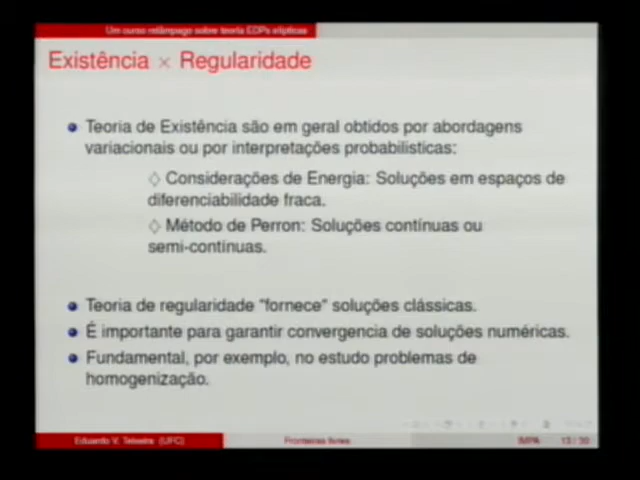 Um curso relâmpago sobre teoria EDPs elípticas
Existência × Regularidade
Teoria de Existência são em geral obtidos por abordagens
variacionais ou por interpretações probabilísticas:
◇ Considerações de Energia: Soluções em espaços de
diferenciabilidade fraca.
◇ Método de Perron: Soluções contínuas ou
semi-contínuas.
Teoria de regularidade "fornece" soluções clássicas.
É importante para garantir convergencia de soluções numéricas.
Fundamental, por exemplo, no estudo problemas de
homogenização.
Eduardo V. Teixeira (UFC)
Fronteiras livres
IMPA
13 / 30